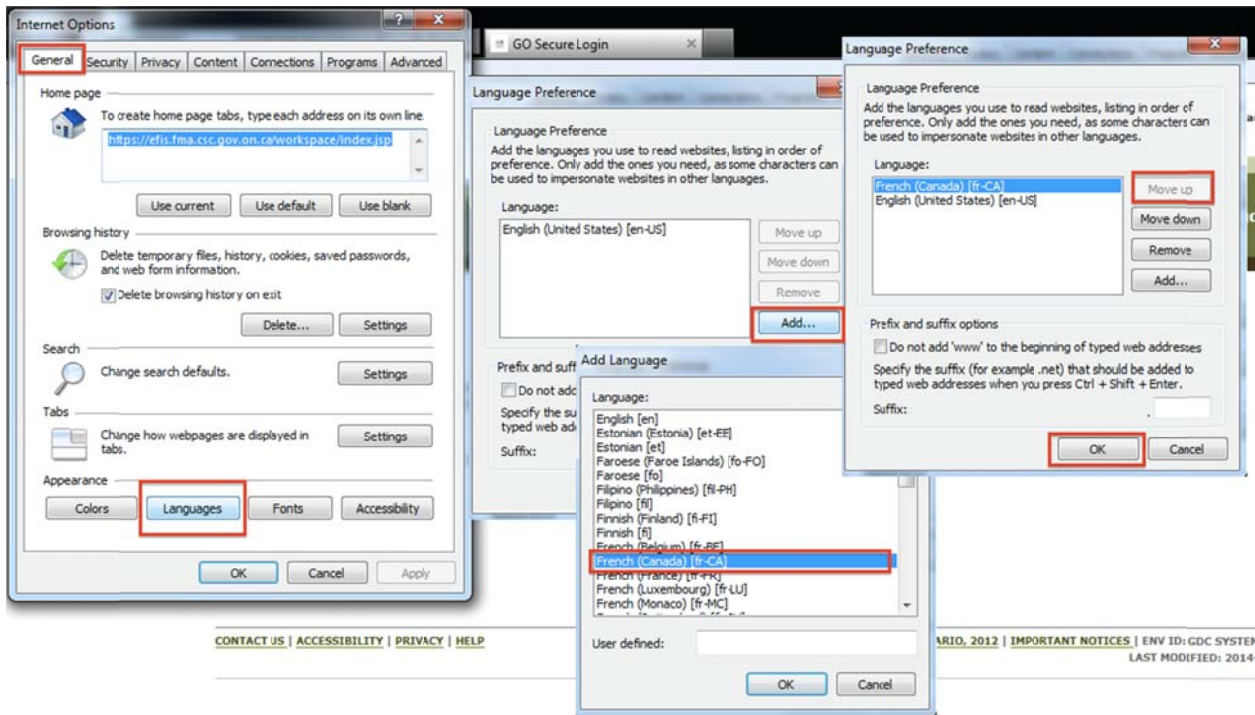 Internet Options
General Security Privacy Content Connections Programs Advanced
Home page
To create home page tabs, type each address on its own line.
https://efis.fma.csc.gov.on.ca/workspace/index.jsp
Use current Use default Use blank
Browsing history
Delete temporary files, history, cookies, saved passwords,
and web form information.
Delete browsing history on exit
Delete... Settings
Search
Change search defaults.
Settings
Tabs
Change how webpages are displayed in
tabs.
Settings
Appearance
Colors Languages Fonts Accessibility
OK Cancel Apply
GO Secure Login
Language Preference
Language Preference
Add the languages you use to read websites, listing in order of
preference. Only add the ones you need, as some characters can
be used to impersonate websites in other languages.
Language:
English (United States) [en-US]
Move up
Move down
Remove
Add...
Prefix and suff
Do not add
Specify the su
typed web ad
Suffix:
Add Language
Language:
English [en]
Estonian (Estonia) [et-EE]
Estonian [et]
Faroese (Faroe Islands) [fo-FO]
Faroese [fo]
Filipino (Philippines) [fil-PH]
Filipino [fil]
Finnish (Finland) [fi-FI]
Finnish [fi]
French (Belgium) [fr-BE]
French (Canada) [fr-CA]
French (France) [fr-FR]
French (Luxembourg) [fr-LU]
French (Monaco) [fr-MC]
User defined:
OK Cancel
Language Preference
Language Preference
Add the languages you use to read websites, listing in order of
preference. Only add the ones you need, as some characters can
be used to impersonate websites in other languages.
Language:
French (Canada) [fr-CA]
English (United States) [en-US]
Move up
Move down
Remove
Add...
Prefix and suffix options
Do not add 'www' to the beginning of typed web addresses
Specify the suffix (for example .net) that should be added to
typed web addresses when you press Ctrl + Shift + Enter.
Suffix: .
OK Cancel
CONTACT US | ACCESSIBILITY | PRIVACY | HELP
ARIO, 2012 | IMPORTANT NOTICES | ENV ID: GDC SYSTEM
LAST MODIFIED: 2014-